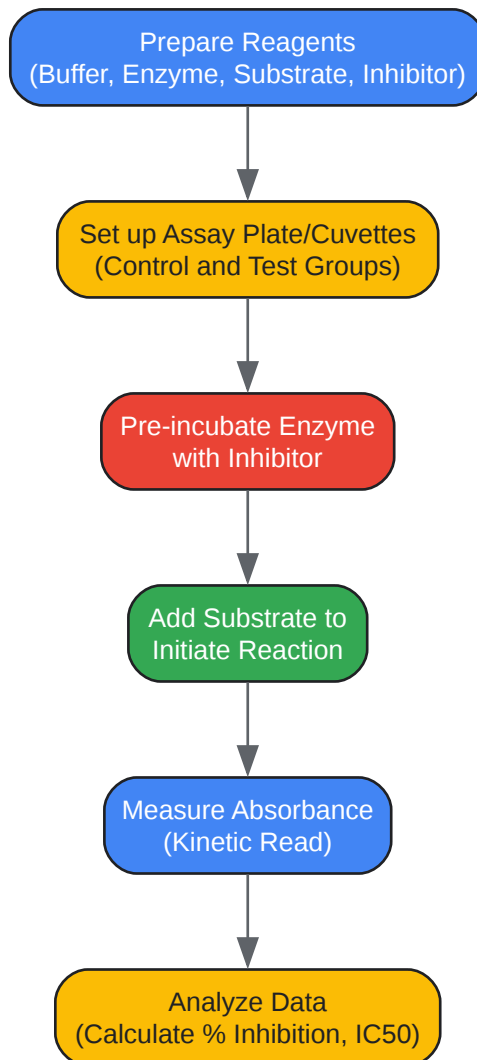 Prepare Reagents
(Buffer, Enzyme, Substrate, Inhibitor)
Set up Assay Plate/Cuvettes
(Control and Test Groups)
Pre-incubate Enzyme
with Inhibitor
Add Substrate to
Initiate Reaction
Measure Absorbance
(Kinetic Read)
Analyze Data
(Calculate % Inhibition, IC50)